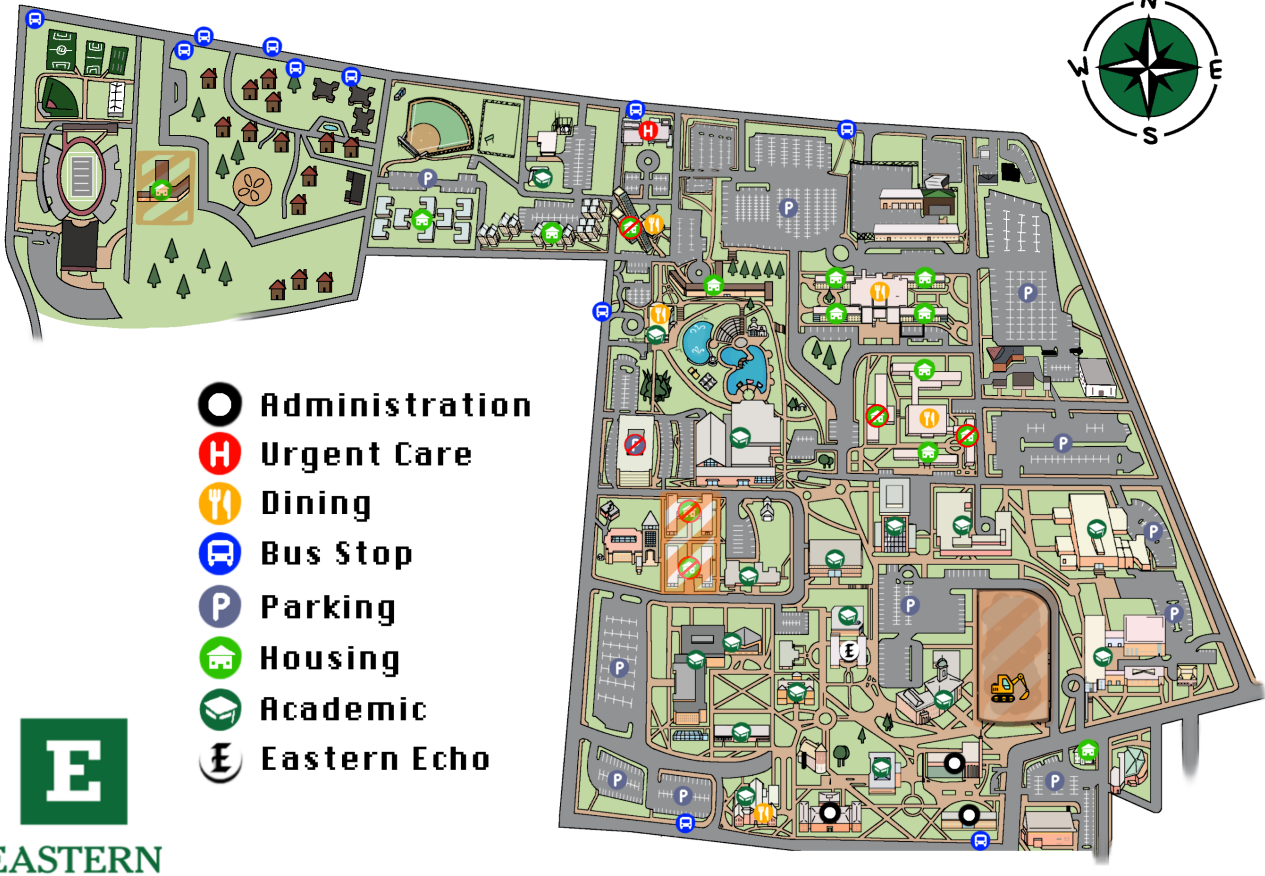 N
W E
S
Administration
H Urgent Care
Dining
Bus Stop
P Parking
Housing
Academic
E Eastern Echo
E
EASTERN